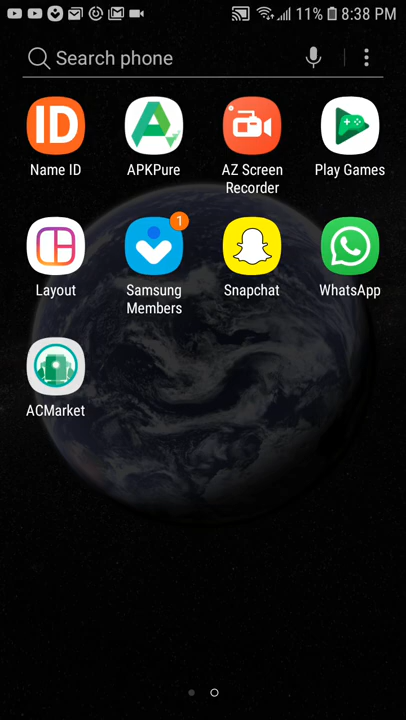 11% 8:38 PM
Search phone
ID
Name ID
APKPure
AZ Screen
Recorder
Play Games
Layout
1
Samsung
Members
Snapchat
WhatsApp
ACMarket